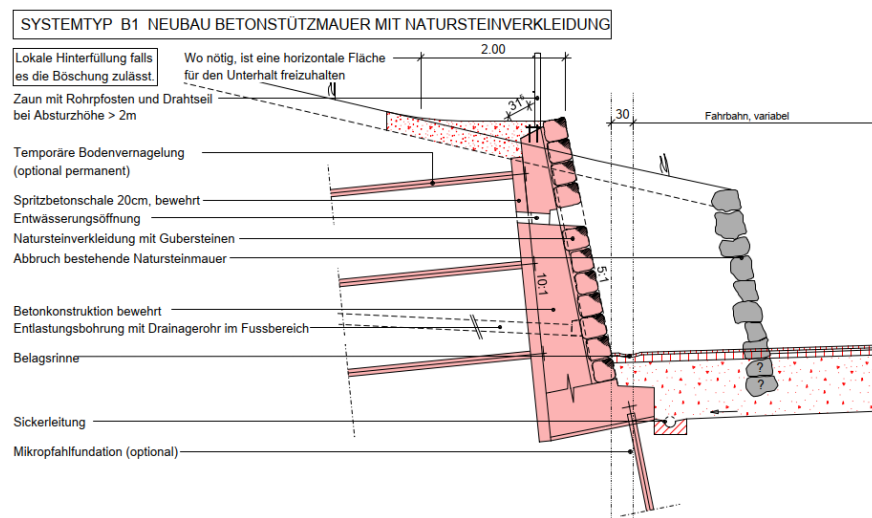 SYSTEMTYP B1 NEUBAU BETONSTÜTZMAUER MIT NATURSTEINVERKLEIDUNG
Lokale Hinterfüllung falls
es die Böschung zulässt.
Wo nötig, ist eine horizontale Fläche
für den Unterhalt freizuhalten
2.00
Zaun mit Rohrpfosten und Drahtseil
bei Absturzhöhe > 2m
31⁵
30
Fahrbahn, variabel
Temporäre Bodenvernagelung
(optional permanent)
Spritzbetonschale 20cm, bewehrt
Entwässerungsöffnung
Natursteinverkleidung mit Gubersteinen
Abbruch bestehende Natursteinmauer
10:1
5:1
Betonkonstruktion bewehrt
Entlastungsbohrung mit Drainagerohr im Fussbereich
Belagsrinne
?
?
Sickerleitung
Mikropfahlfundation (optional)